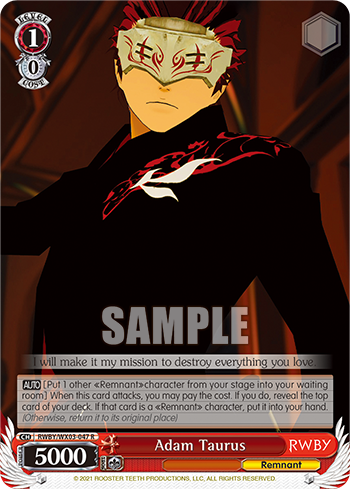 LEVEL
1
0
COST
SAMPLE
I will make it my mission to destroy everything you love.
AUTO [Put 1 other «Remnant»character from your stage into your waiting
room] When this card attacks, you may pay the cost. If you do, reveal the top
card of your deck. If that card is a «Remnant» character, put it into your hand.
(Otherwise, return it to its original place)
CH RWBY/WX03-047 R
POWER 5000
Adam Taurus
RWBY
Remnant
© 2021 ROOSTER TEETH PRODUCTIONS, LLC, ALL RIGHTS RESERVED.